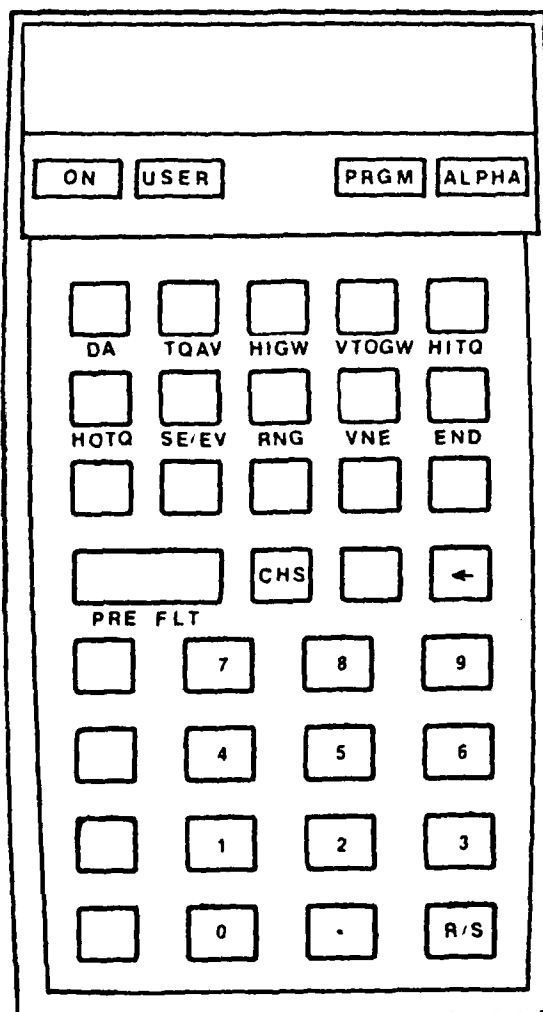 ON USER PRGM ALPHA
DA TQAV HIGW VTOGW HITQ
HOTQ SE/EV RNG VNE END
CHS ←
PRE FLT
7 8 9
4 5 6
1 2 3
0 . R/S